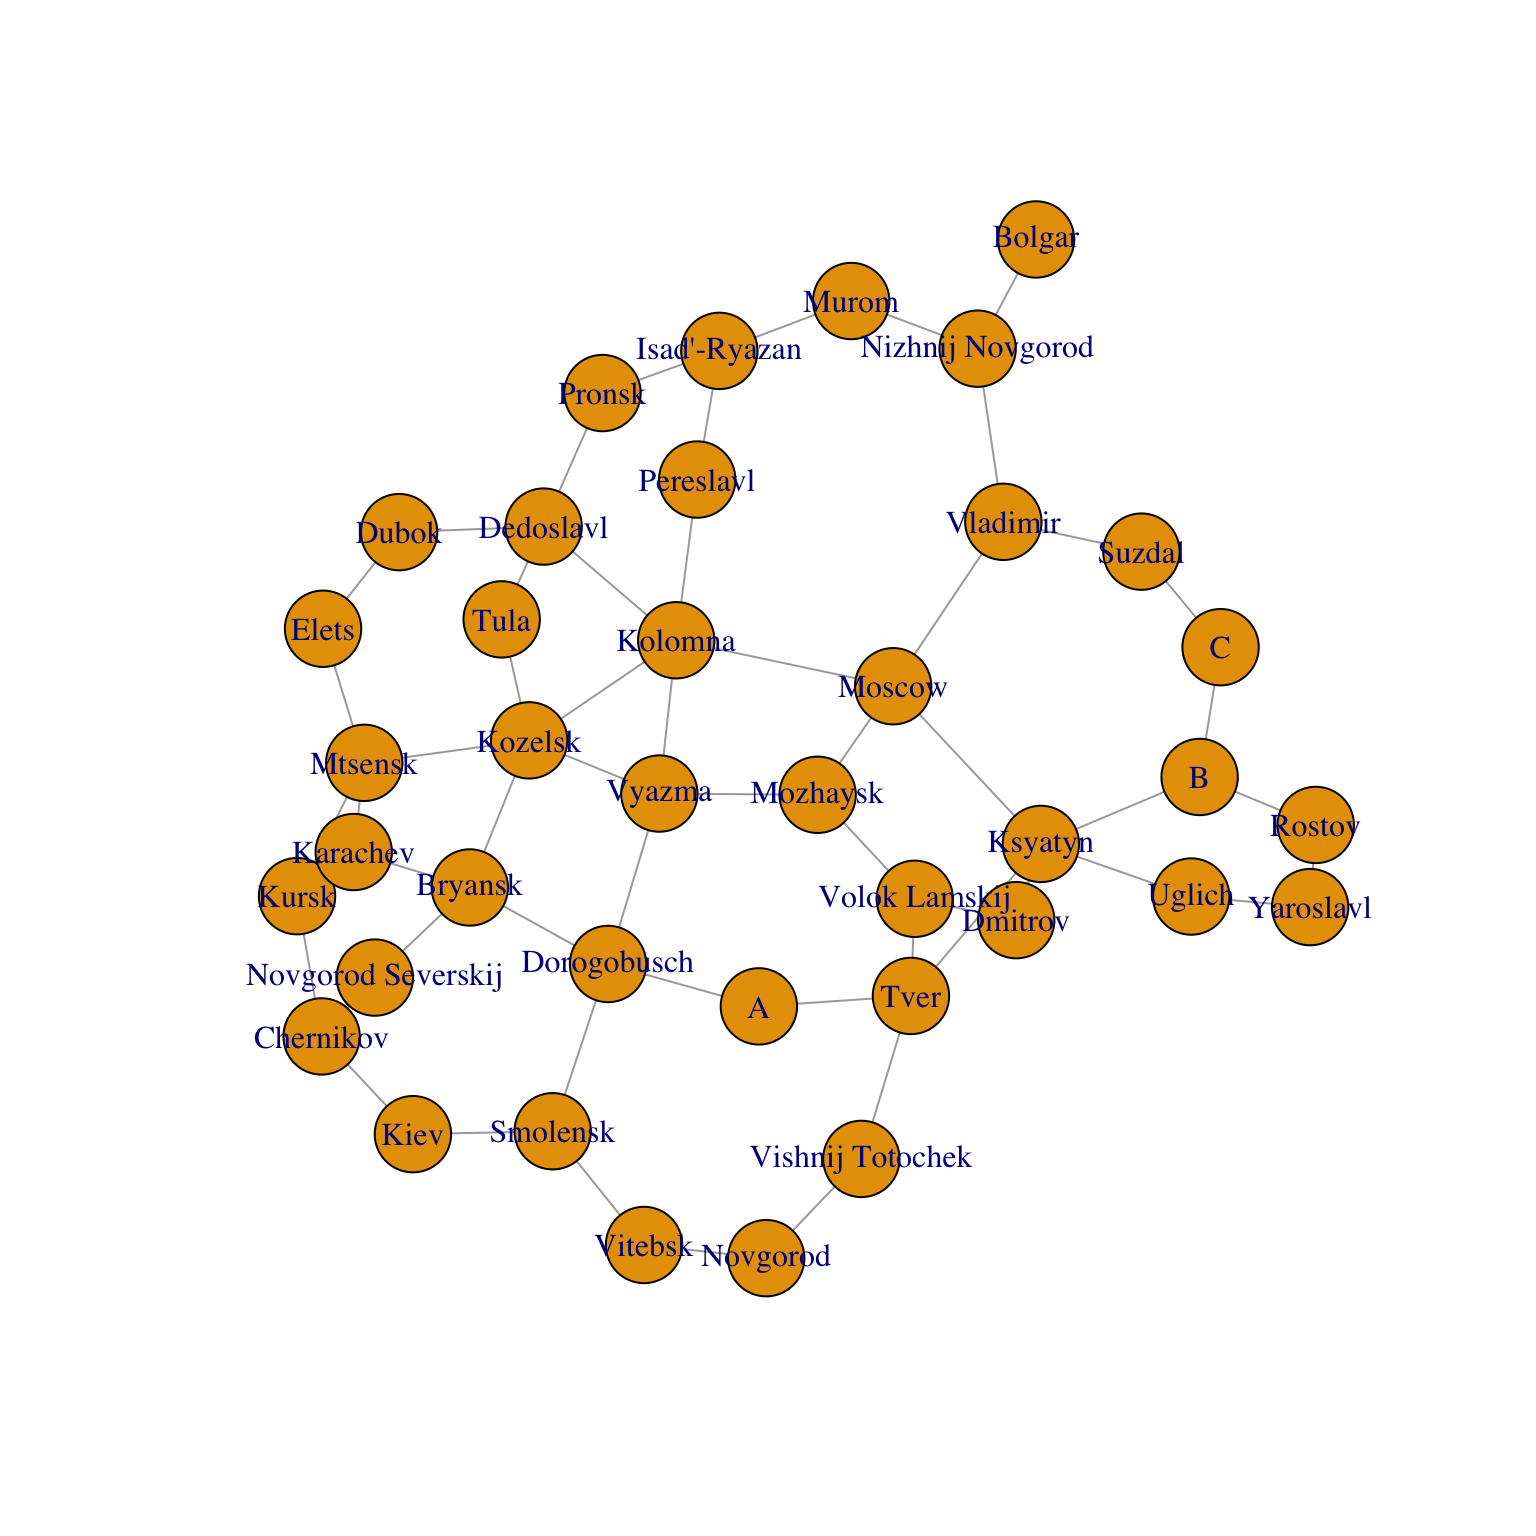 Bolgar
Murom
Isad'-Ryazan
Nizhnij Novgorod
Pronsk
Pereslavl
Dubok
Dedoslavl
Vladimir
Suzdal
Elets
Tula
Kolomna
C
Moscow
Mtsensk
Kozelsk
Vyazma
Mozhaysk
B
Rostov
Karachev
Ksyatyn
Kursk
Bryansk
Volok Lamskij
Uglich
Yaroslavl
Dmitrov
Novgorod Severskij
Dorogobusch
Tver
A
Chernikov
Kiev
Smolensk
Vishnij Totochek
Vitebsk
Novgorod